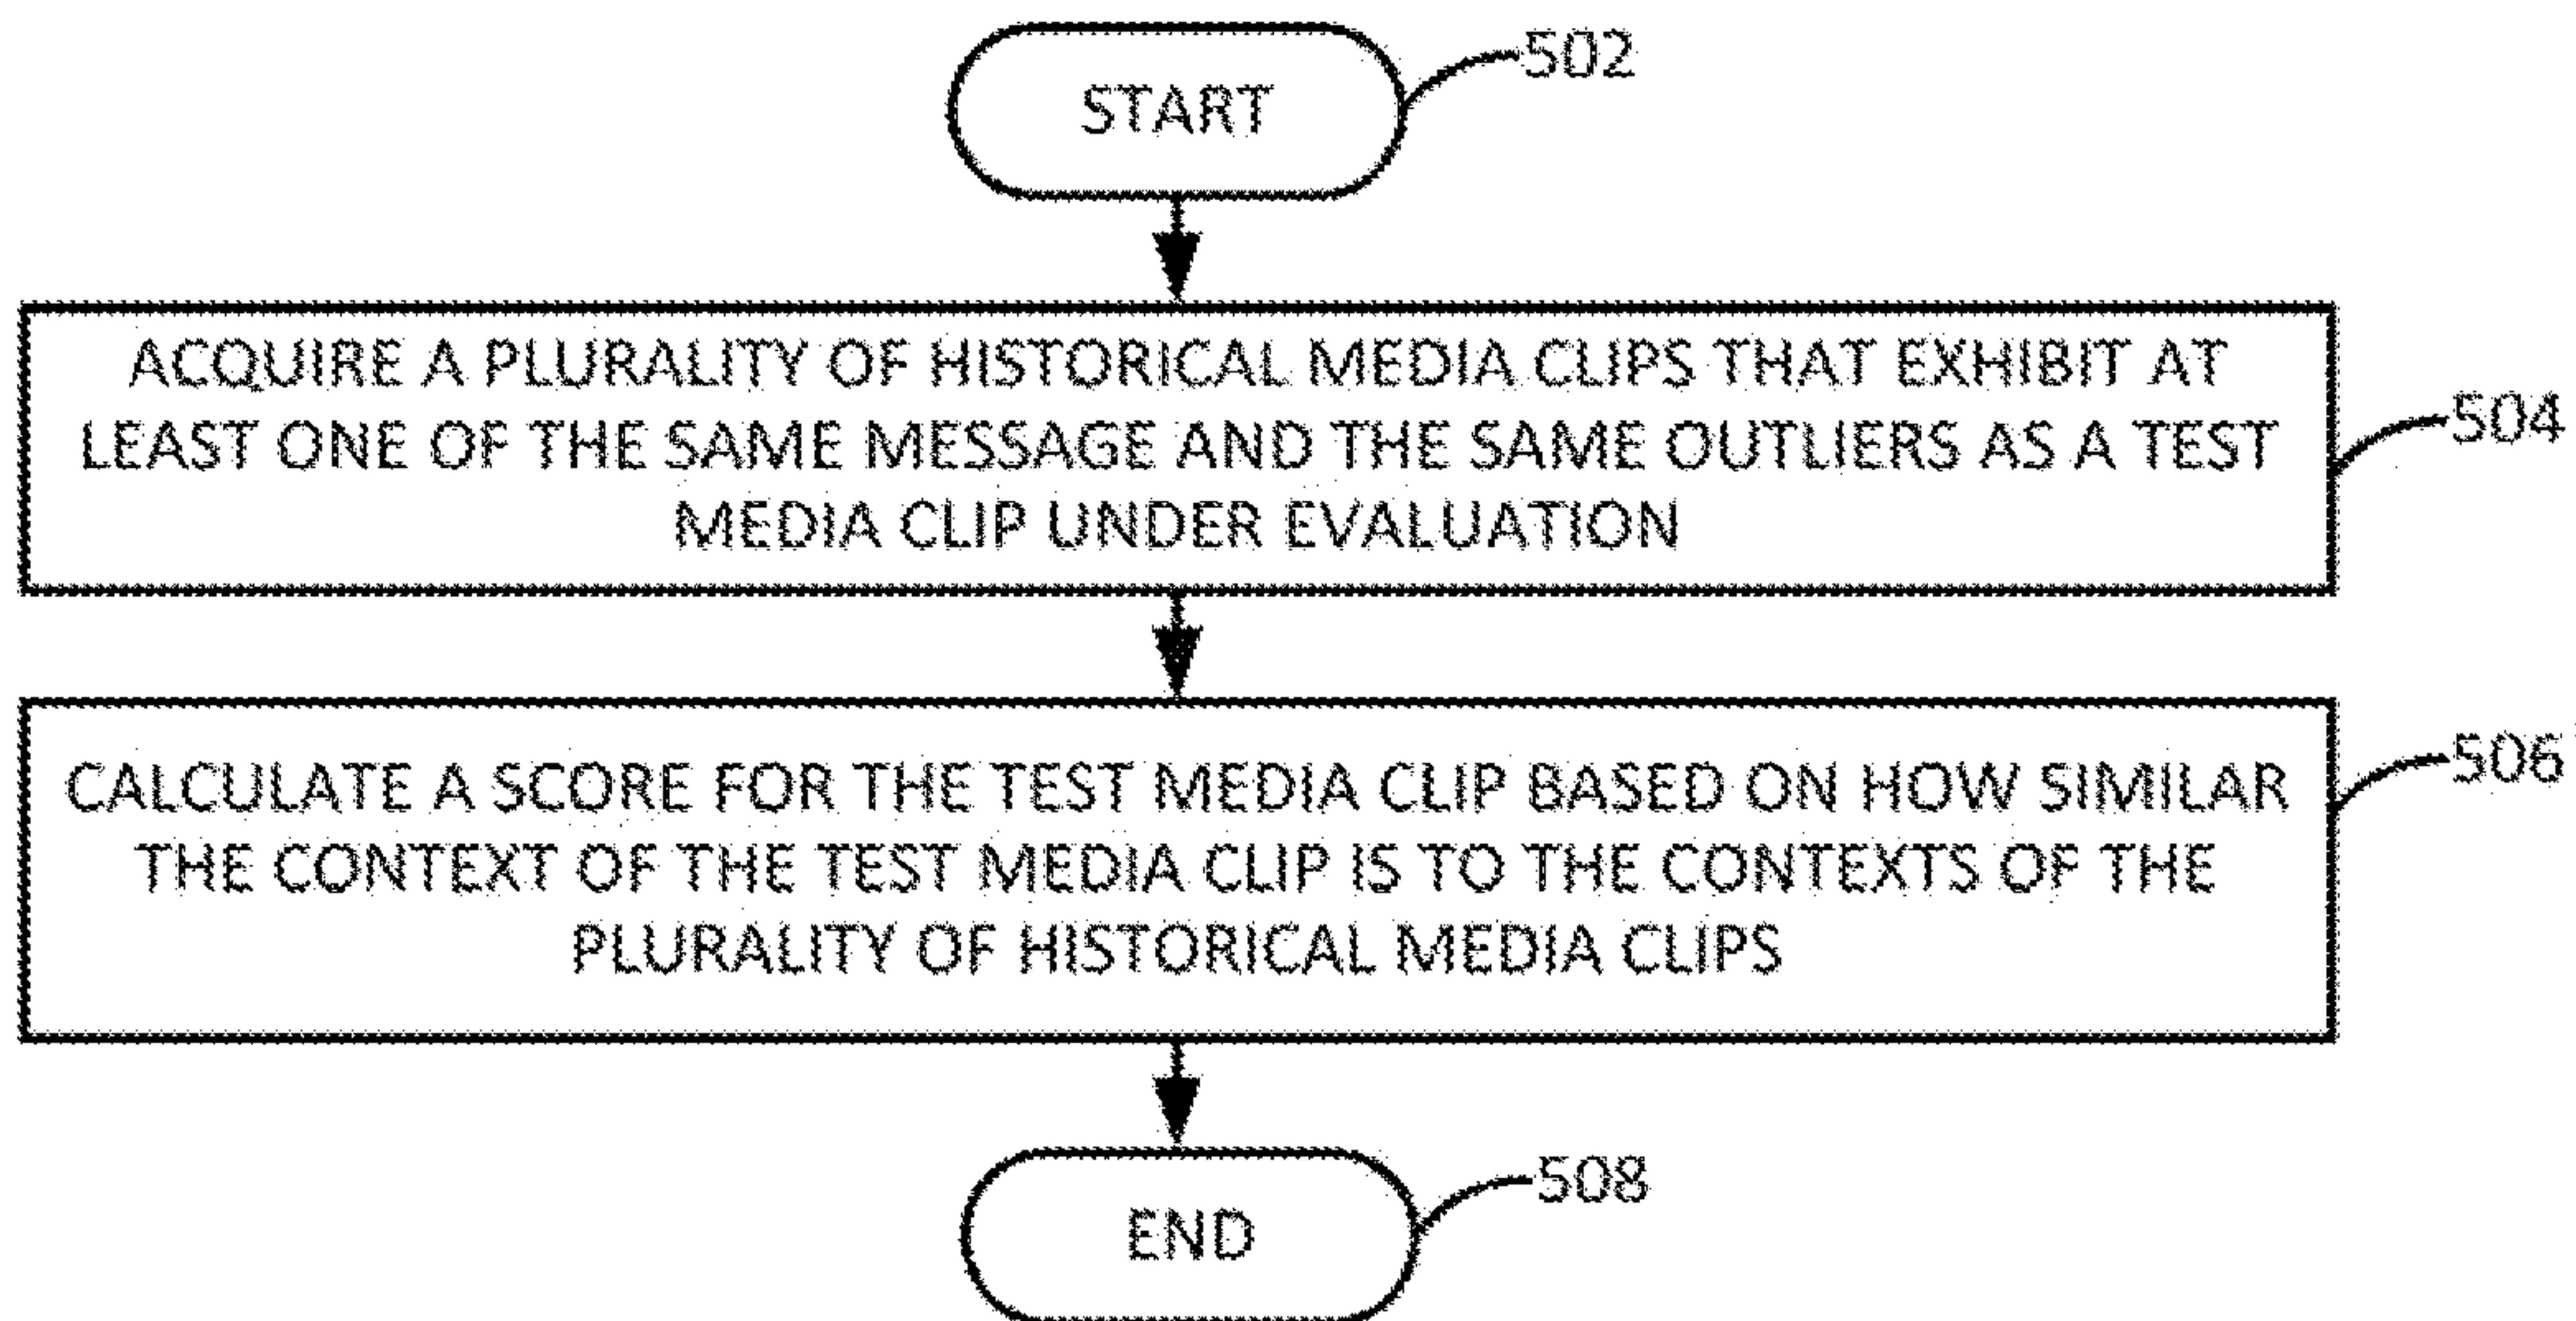 START
502
ACQUIRE A PLURALITY OF HISTORICAL MEDIA CLIPS THAT EXHIBIT AT
LEAST ONE OF THE SAME MESSAGE AND THE SAME OUTLIERS AS A TEST
MEDIA CLIP UNDER EVALUATION
504
CALCULATE A SCORE FOR THE TEST MEDIA CLIP BASED ON HOW SIMILAR
THE CONTEXT OF THE TEST MEDIA CLIP IS TO THE CONTEXTS OF THE
PLURALITY OF HISTORICAL MEDIA CLIPS
506
END
508